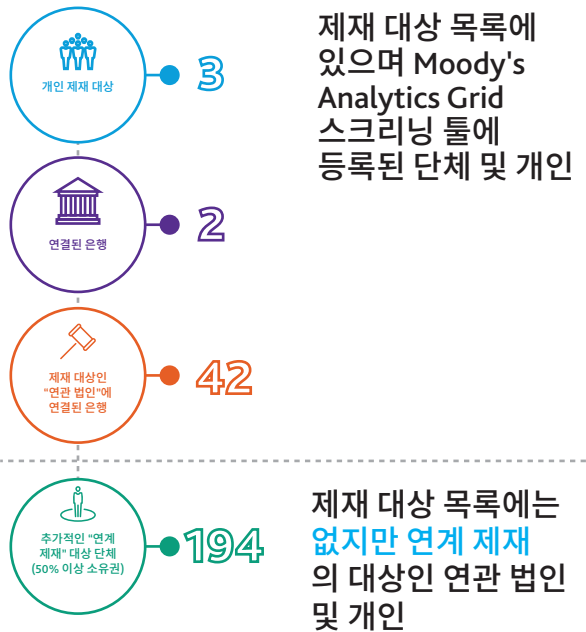 개인 제재 대상
3
제재 대상 목록에
있으며 Moody's
Analytics Grid
스크리닝 툴에
등록된 단체 및 개인
연결된 은행
2
제재 대상인
"연관 법인"에
연결된 은행
42
추가적인 "연계
제재" 대상 단체
(50% 이상 소유권)
194
제재 대상 목록에는
없지만 연계 제재
의 대상인 연관 법인
및 개인